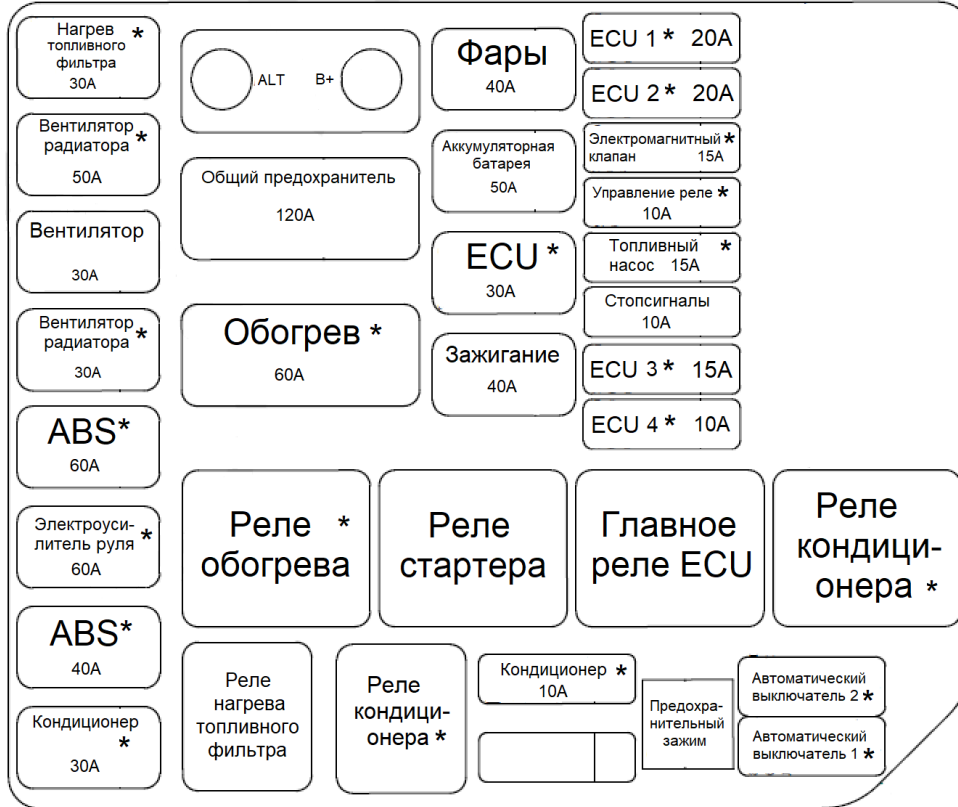 Нагрев *
топливного
фильтра
30A
Вентилятор *
радиатора
50A
Вентилятор
30A
Вентилятор *
радиатора
30A
ABS*
60A
Электроуси-
литель руля *
60A
ABS*
40A
Кондиционер
*
30A
ALT B+
Общий предохранитель
120A
Обогрев *
60A
Фары
40A
Аккумуляторная
батарея
50A
ECU *
30A
Зажигание
40A
ECU 1 * 20A
ECU 2 * 20A
Электромагнитный *
клапан 15A
Управление реле *
10A
Топливный *
насос 15A
Стопсигналы
10A
ECU 3 * 15A
ECU 4 * 10A
Реле *
обогрева
Реле
стартера
Главное
реле ECU
Реле
кондици-
онера *
Реле
нагрева
топливного
фильтра
Реле
кондици-
онера *
Кондиционер *
10A
Предохра-
нительный
зажим
Автоматический
выключатель 2 *
Автоматический
выключатель 1 *